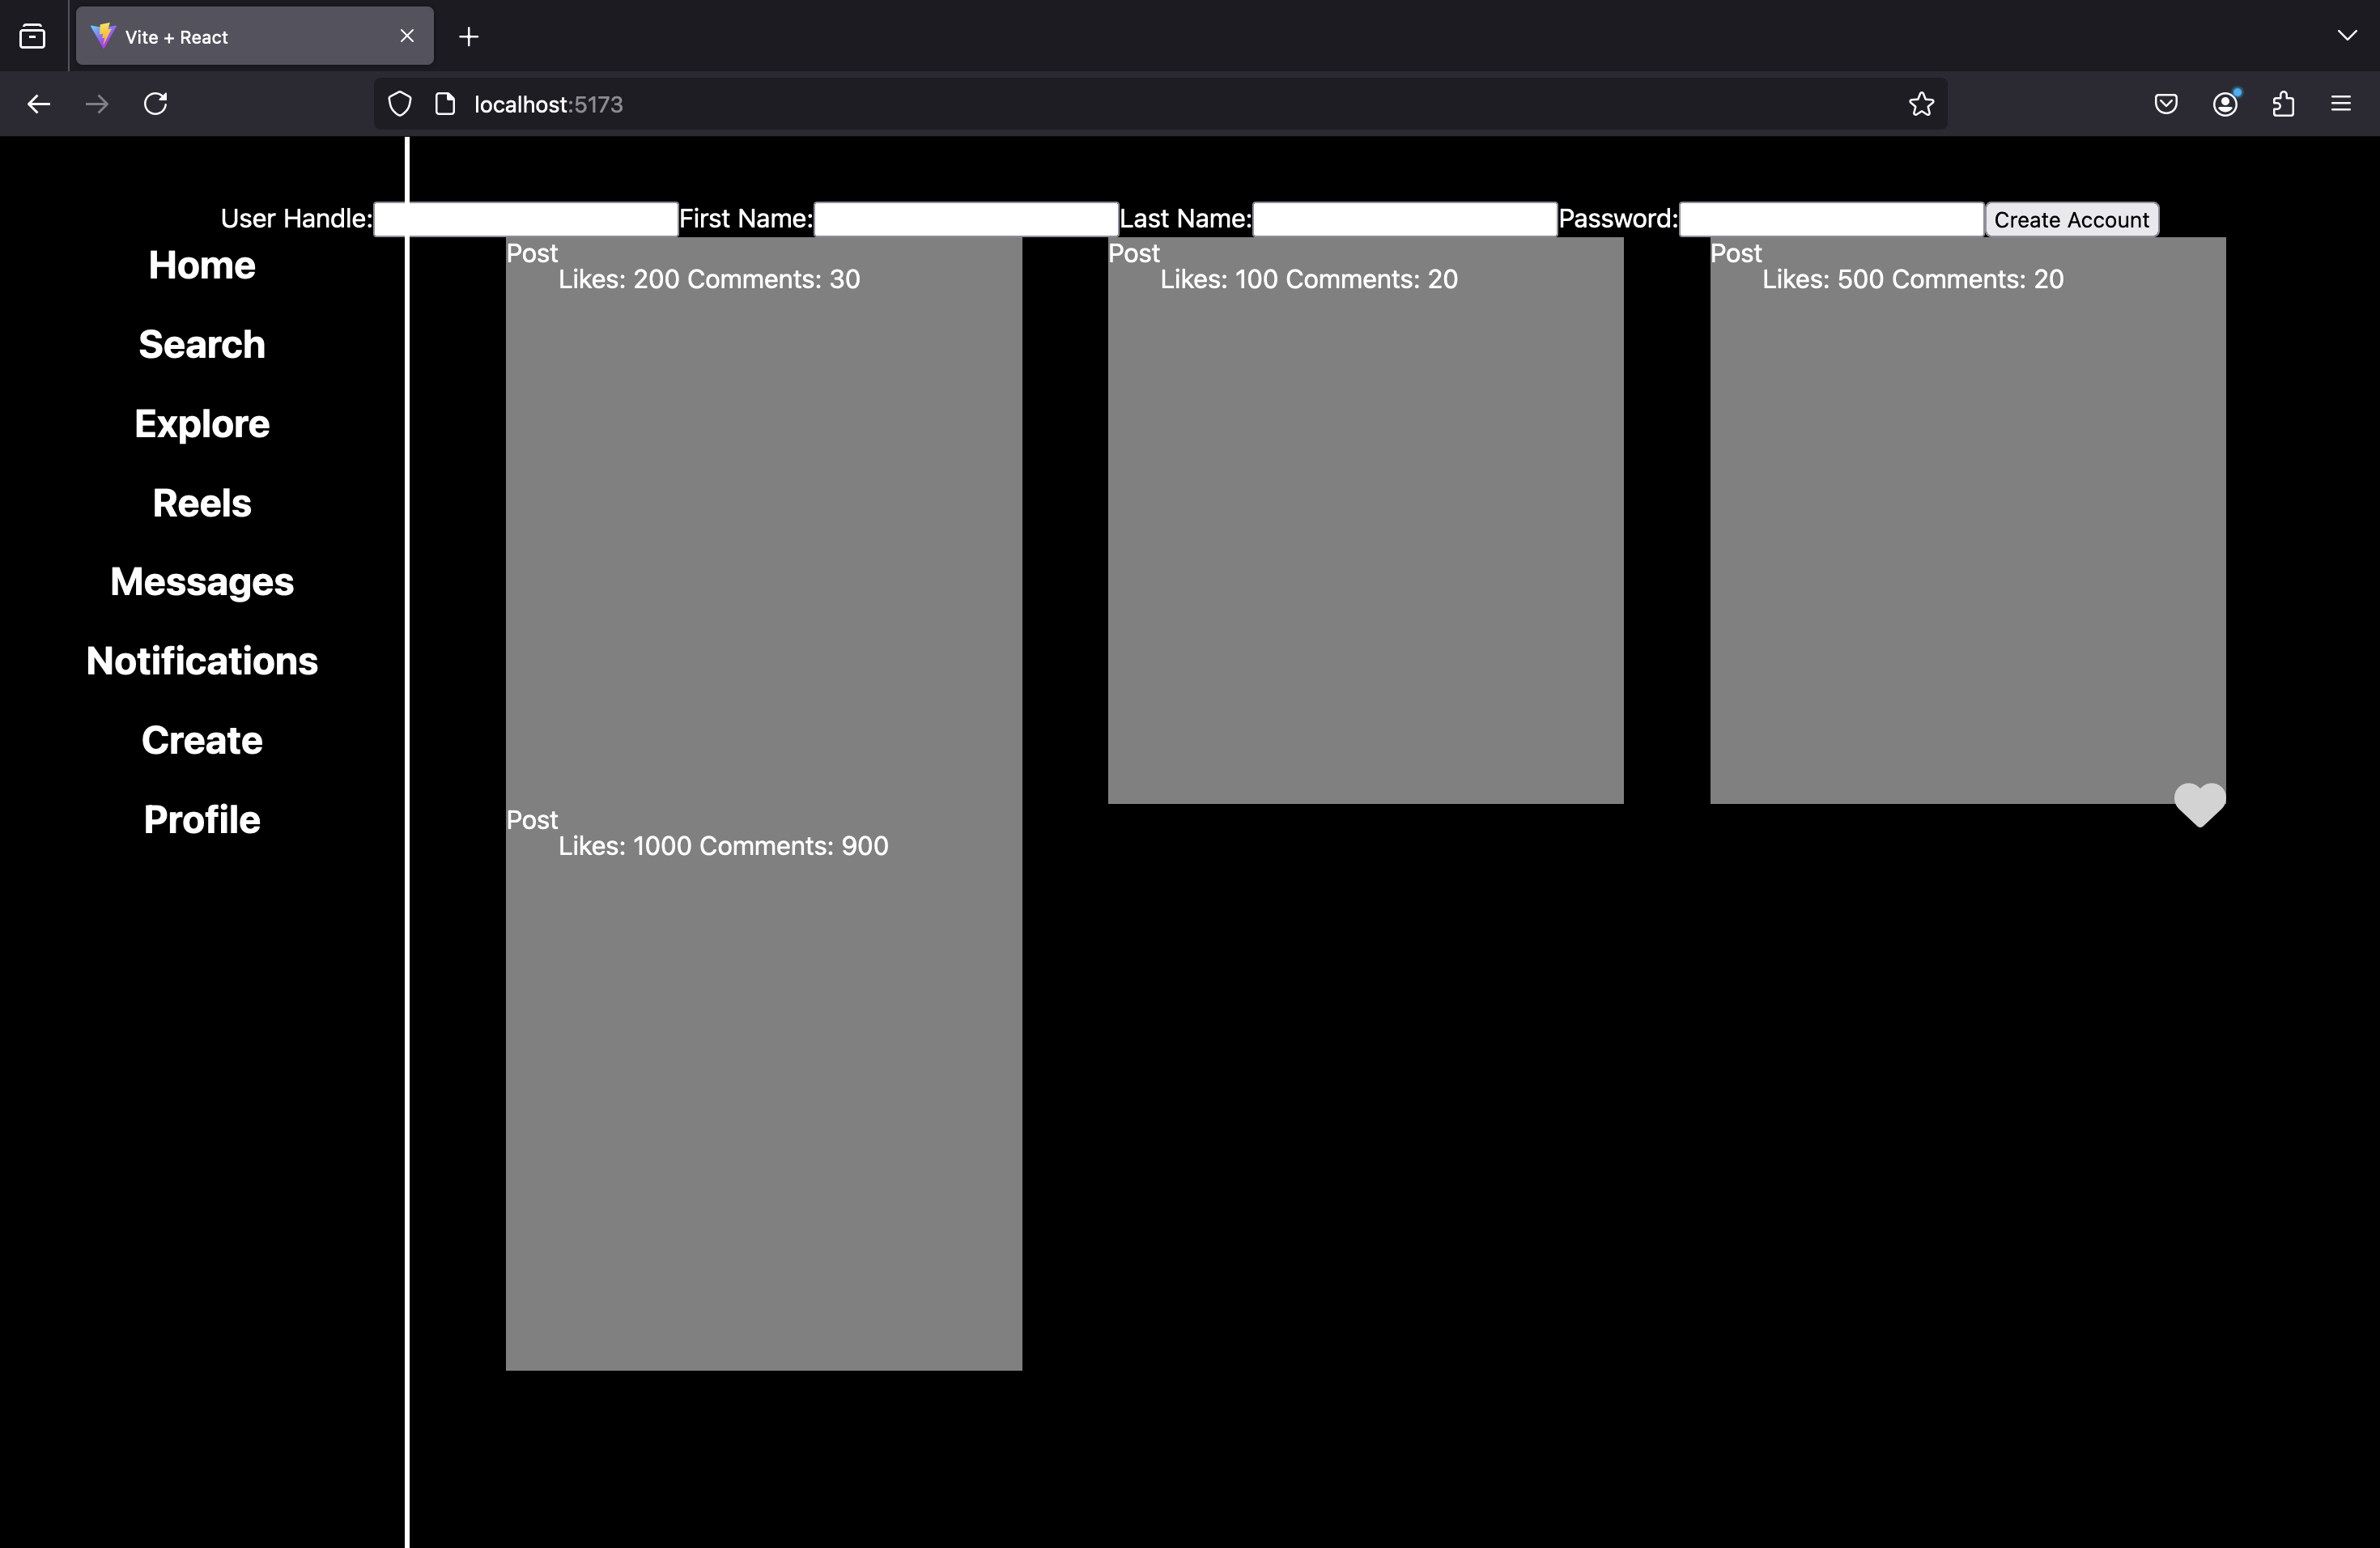 Vite + React
localhost:5173
User Handle: First Name: Last Name: Password: Create Account
Home
Search
Explore
Reels
Messages
Notifications
Create
Profile
Post
Likes: 200 Comments: 30
Post
Likes: 100 Comments: 20
Post
Likes: 500 Comments: 20
Post
Likes: 1000 Comments: 900